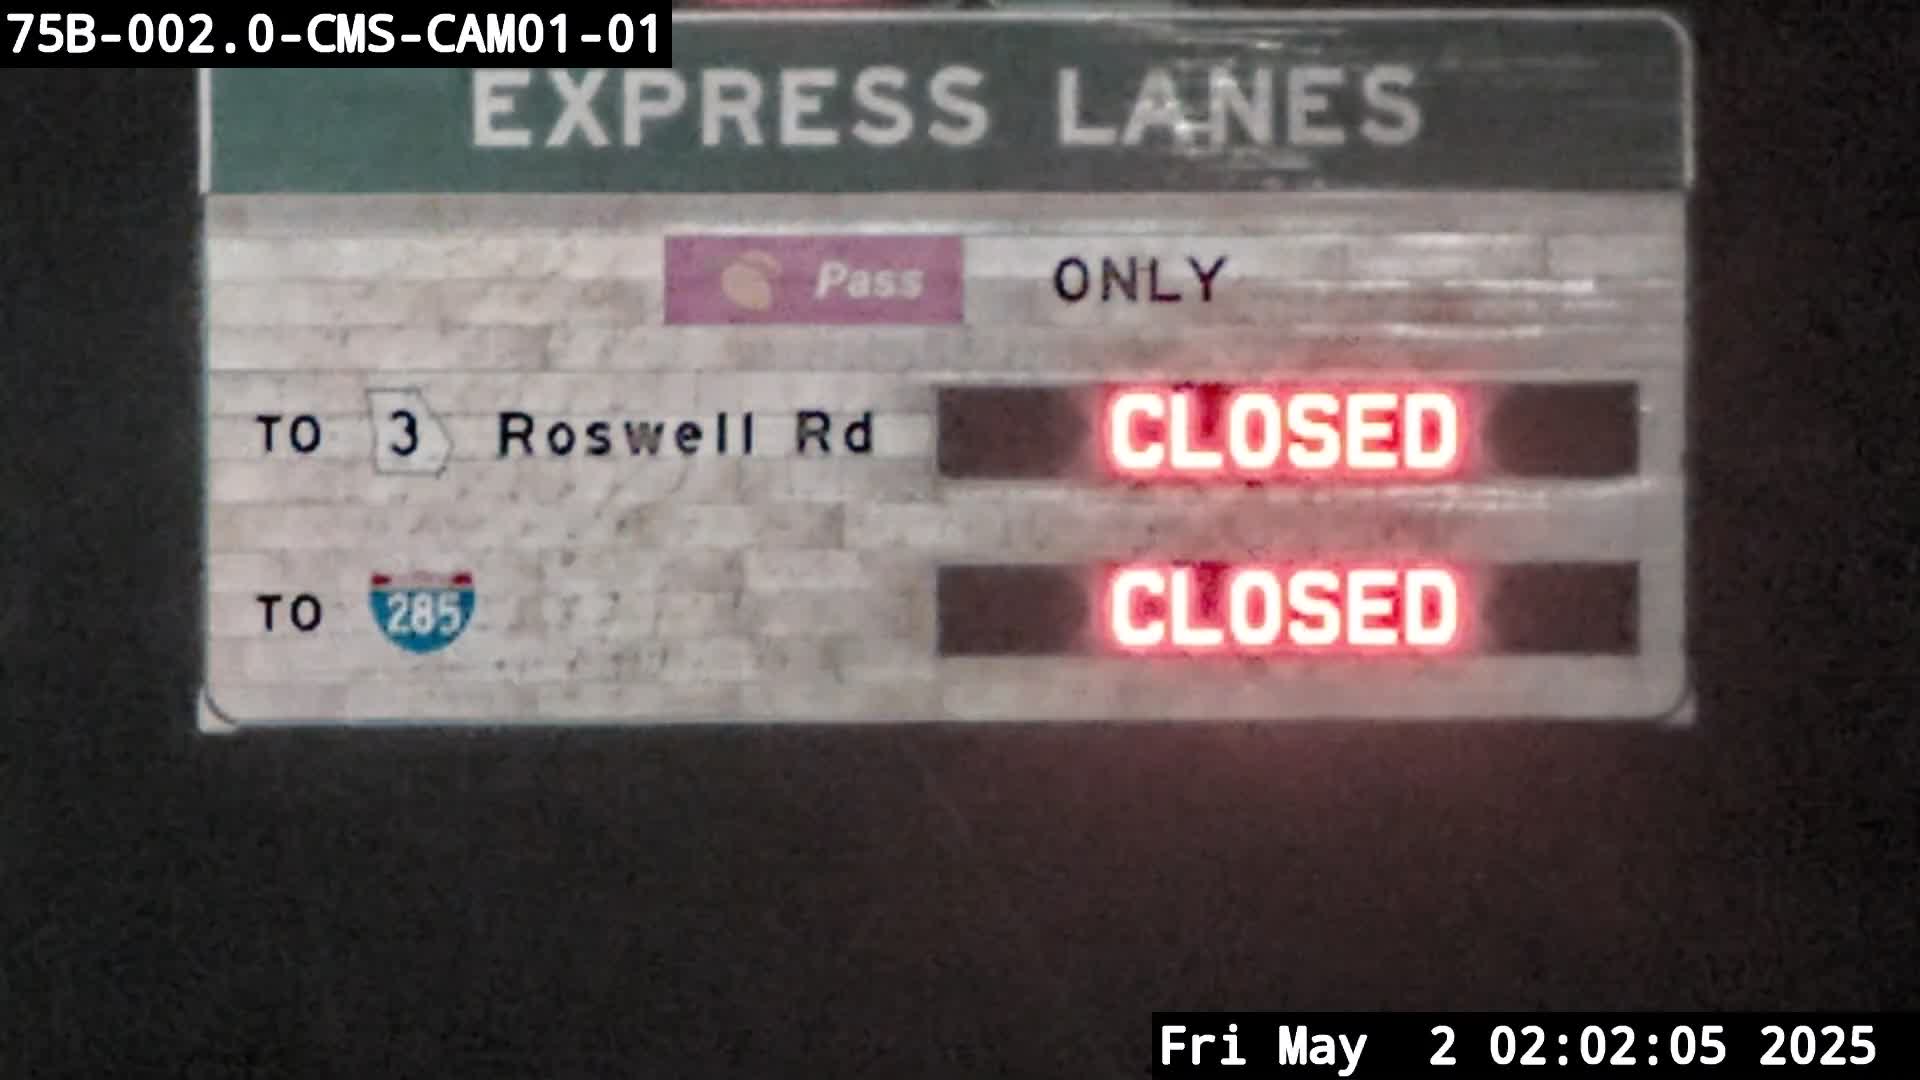 75B-002.0-CMS-CAM01-01
EXPRESS LANES
Pass ONLY
TO 3 Roswell Rd CLOSED
TO 285 CLOSED
Fri May 2 02:02:05 2025